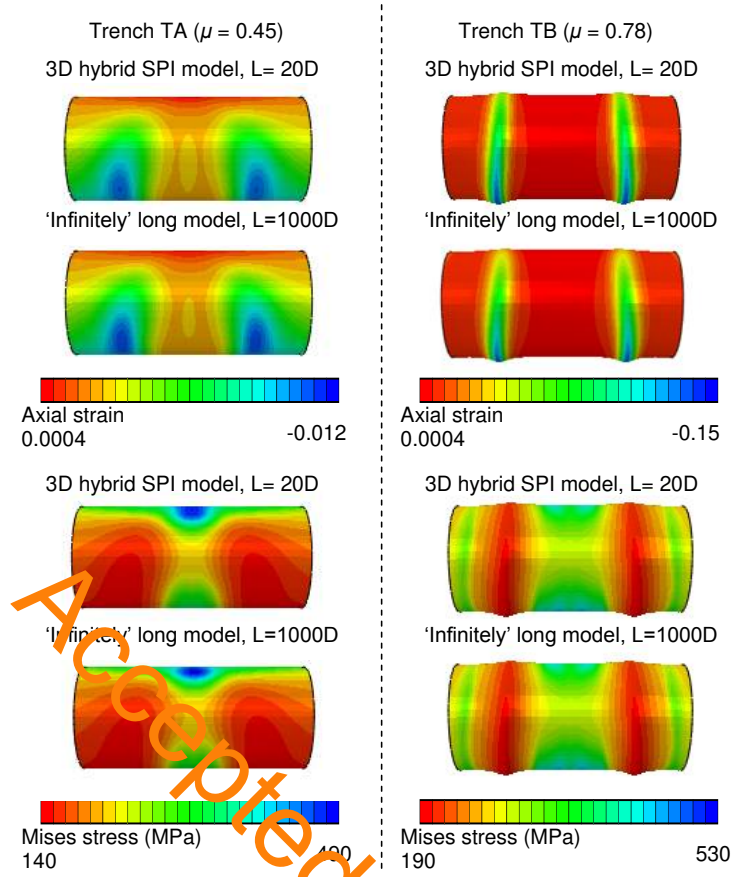 Trench TA (μ = 0.45)
3D hybrid SPI model, L= 20D
'Infinitely' long model, L=1000D
Axial strain
0.0004 -0.012
3D hybrid SPI model, L= 20D
'Infinitely' long model, L=1000D
Mises stress (MPa)
140
Trench TB (μ = 0.78)
3D hybrid SPI model, L= 20D
'Infinitely' long model, L=1000D
Axial strain
0.0004 -0.15
3D hybrid SPI model, L= 20D
'Infinitely' long model, L=1000D
Mises stress (MPa)
190 530
Accepted